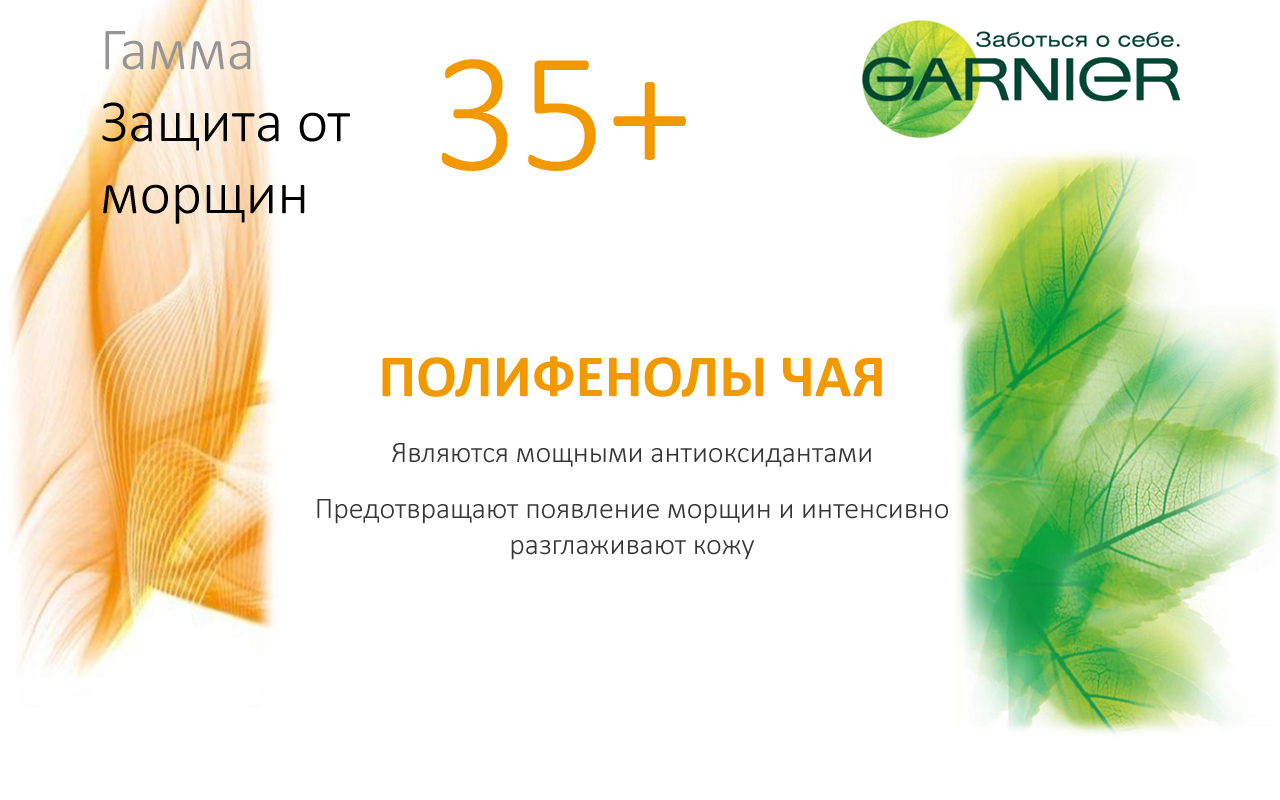 Гамма
Защита от
морщин
35+
Заботься о себе.
GARNIER
ПОЛИФЕНОЛЫ ЧАЯ
Являются мощными антиоксидантами
Предотвращают появление морщин и интенсивно
разглаживают кожу